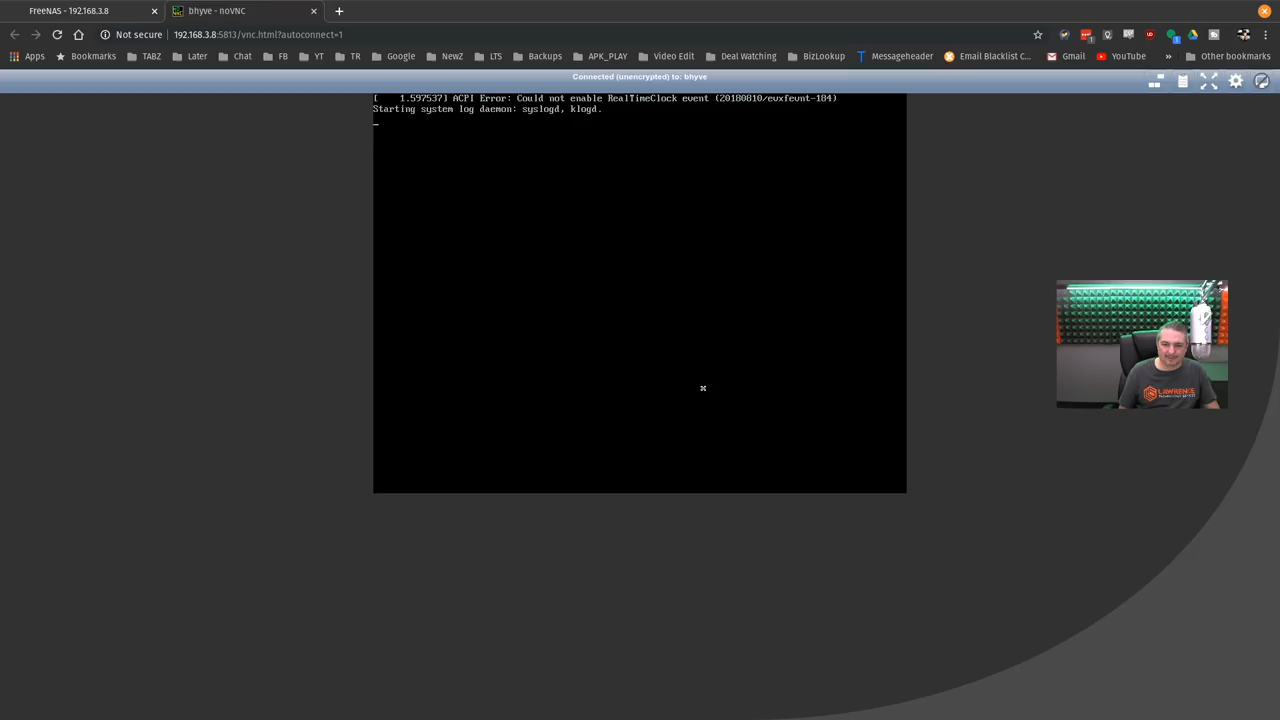 FreeNAS - 192.168.3.8
bhyve - noVNC
Not secure 192.168.3.8:5813/vnc.html?autoconnect=1
Apps Bookmarks TABZ Later Chat FB YT TR Google NewZ LTS Backups APK_PLAY Video Edit Deal Watching BizLookup Messageheader Email Blacklist C... Gmail YouTube » Other bookmarks
Connected (unencrypted) to: bhyve
[ 1.597537] ACPI Error: Could not enable RealTimeClock event (20180810/evxfevnt-184)
Starting system log daemon: syslogd, klogd.
LAWRENCE